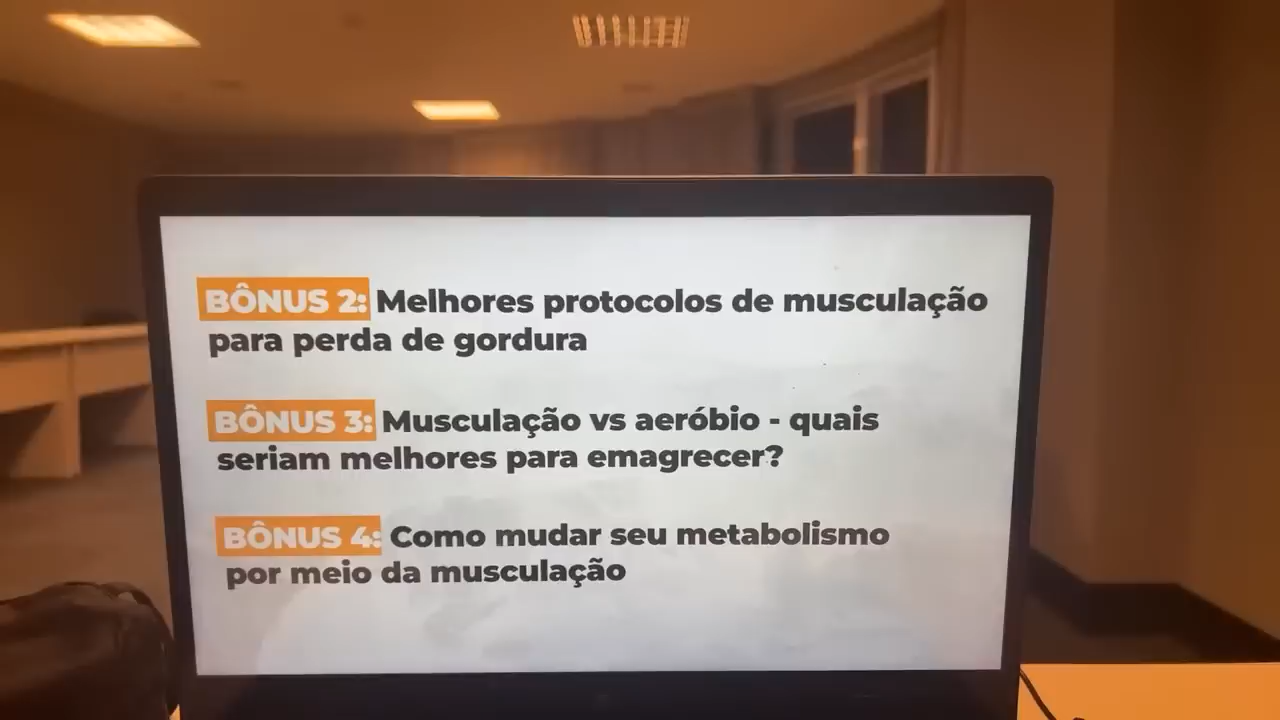 BÔNUS 2: Melhores protocolos de musculação
para perda de gordura
BÔNUS 3: Musculação vs aeróbio - quais
seriam melhores para emagrecer?
BÔNUS 4: Como mudar seu metabolismo
por meio da musculação